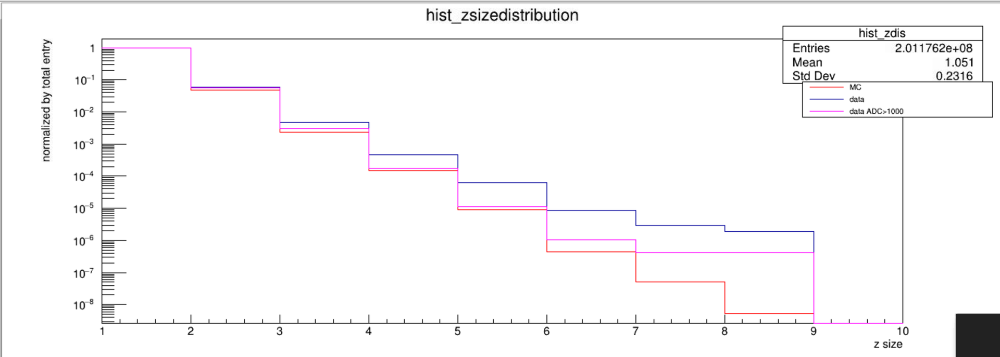 hist_zsizedistribution
hist_zdis
Entries 2.011762e+08
Mean 1.051
Std Dev 0.2316
MC
data
data ADC>1000
normalized by total entry
1
10⁻¹
10⁻²
10⁻³
10⁻⁴
10⁻⁵
10⁻⁶
10⁻⁷
10⁻⁸
1 2 3 4 5 6 7 8 9 10
z size